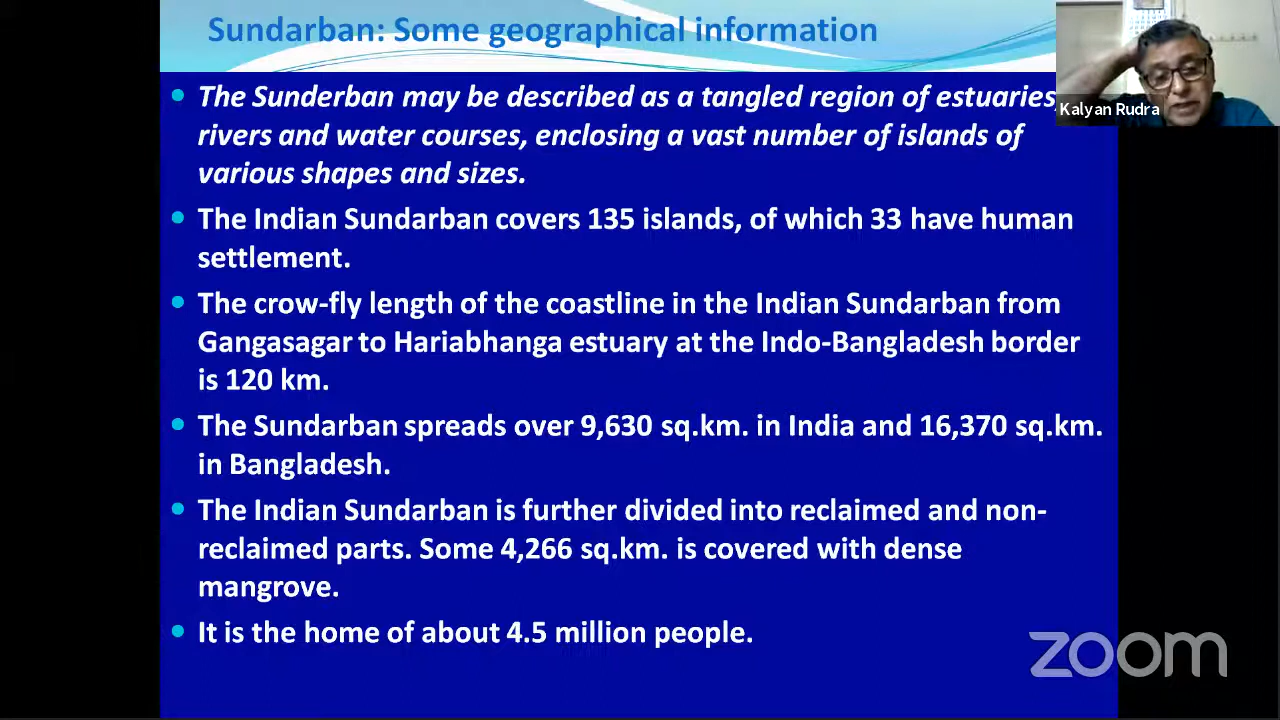 Sundarban: Some geographical information
The Sunderban may be described as a tangled region of estuaries,
rivers and water courses, enclosing a vast number of islands of
various shapes and sizes.
The Indian Sundarban covers 135 islands, of which 33 have human
settlement.
The crow-fly length of the coastline in the Indian Sundarban from
Gangasagar to Hariabhanga estuary at the Indo-Bangladesh border
is 120 km.
The Sundarban spreads over 9,630 sq.km. in India and 16,370 sq.km.
in Bangladesh.
The Indian Sundarban is further divided into reclaimed and non-
reclaimed parts. Some 4,266 sq.km. is covered with dense
mangrove.
It is the home of about 4.5 million people.
Kalyan Rudra
zoom